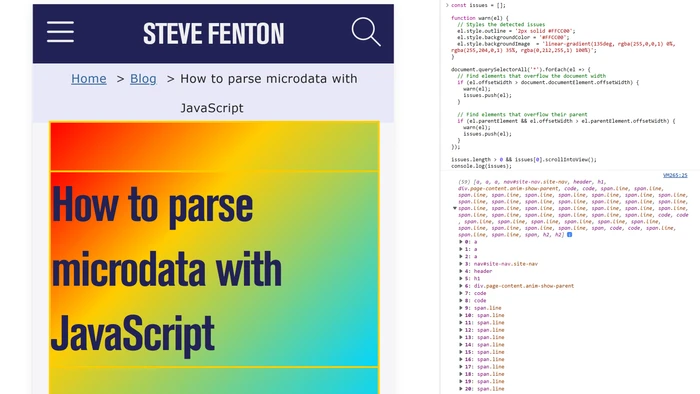 STEVE FENTON
Home > Blog > How to parse microdata with
JavaScript
How to parse
microdata with
JavaScript
> const issues = [];
function warn(el) {
// Styles the detected issues
el.style.outline = '2px solid #FFCC00';
el.style.backgroundColor = '#FFCC00';
el.style.backgroundImage = 'linear-gradient(135deg, rgba(255,0,0,1) 0%,
rgba(255,204,0,1) 35%, rgba(0,212,255,1) 100%)';
}
document.querySelectorAll('*').forEach(el => {
// Find elements that overflow the document width
if (el.offsetWidth > document.documentElement.offsetWidth) {
warn(el);
issues.push(el);
}
// Find elements that overflow their parent
if (el.parentElement && el.offsetWidth > el.parentElement.offsetWidth) {
warn(el);
issues.push(el);
}
});
issues.length > 0 && issues[0].scrollIntoView();
console.log(issues);
VM265:25
(59) [a, a, a, nav#site-nav.site-nav, header, h1,
div.page-content.anim-show-parent, code, code, span.line, span.line,
span.line, span.line, span.line, span.line, span.line, span.line, span.line,
span.line, span.line, span.line, span.line, span.line, span.line, span.line,
span.line, span.line, span.line, span.line, span.line, span.line, code, code
, span.line, span.line, span.line, span.line, span.line, span.line,
span.line, span.line, span.line, span.line, span, code, code, span.line,
span.line, span.line, span, h2, h2]
0: a
1: a
2: a
3: nav#site-nav.site-nav
4: header
5: h1
6: div.page-content.anim-show-parent
7: code
8: code
9: span.line
10: span.line
11: span.line
12: span.line
13: span.line
14: span.line
15: span.line
16: span.line
17: span.line
18: span.line
19: span.line
20: span.line